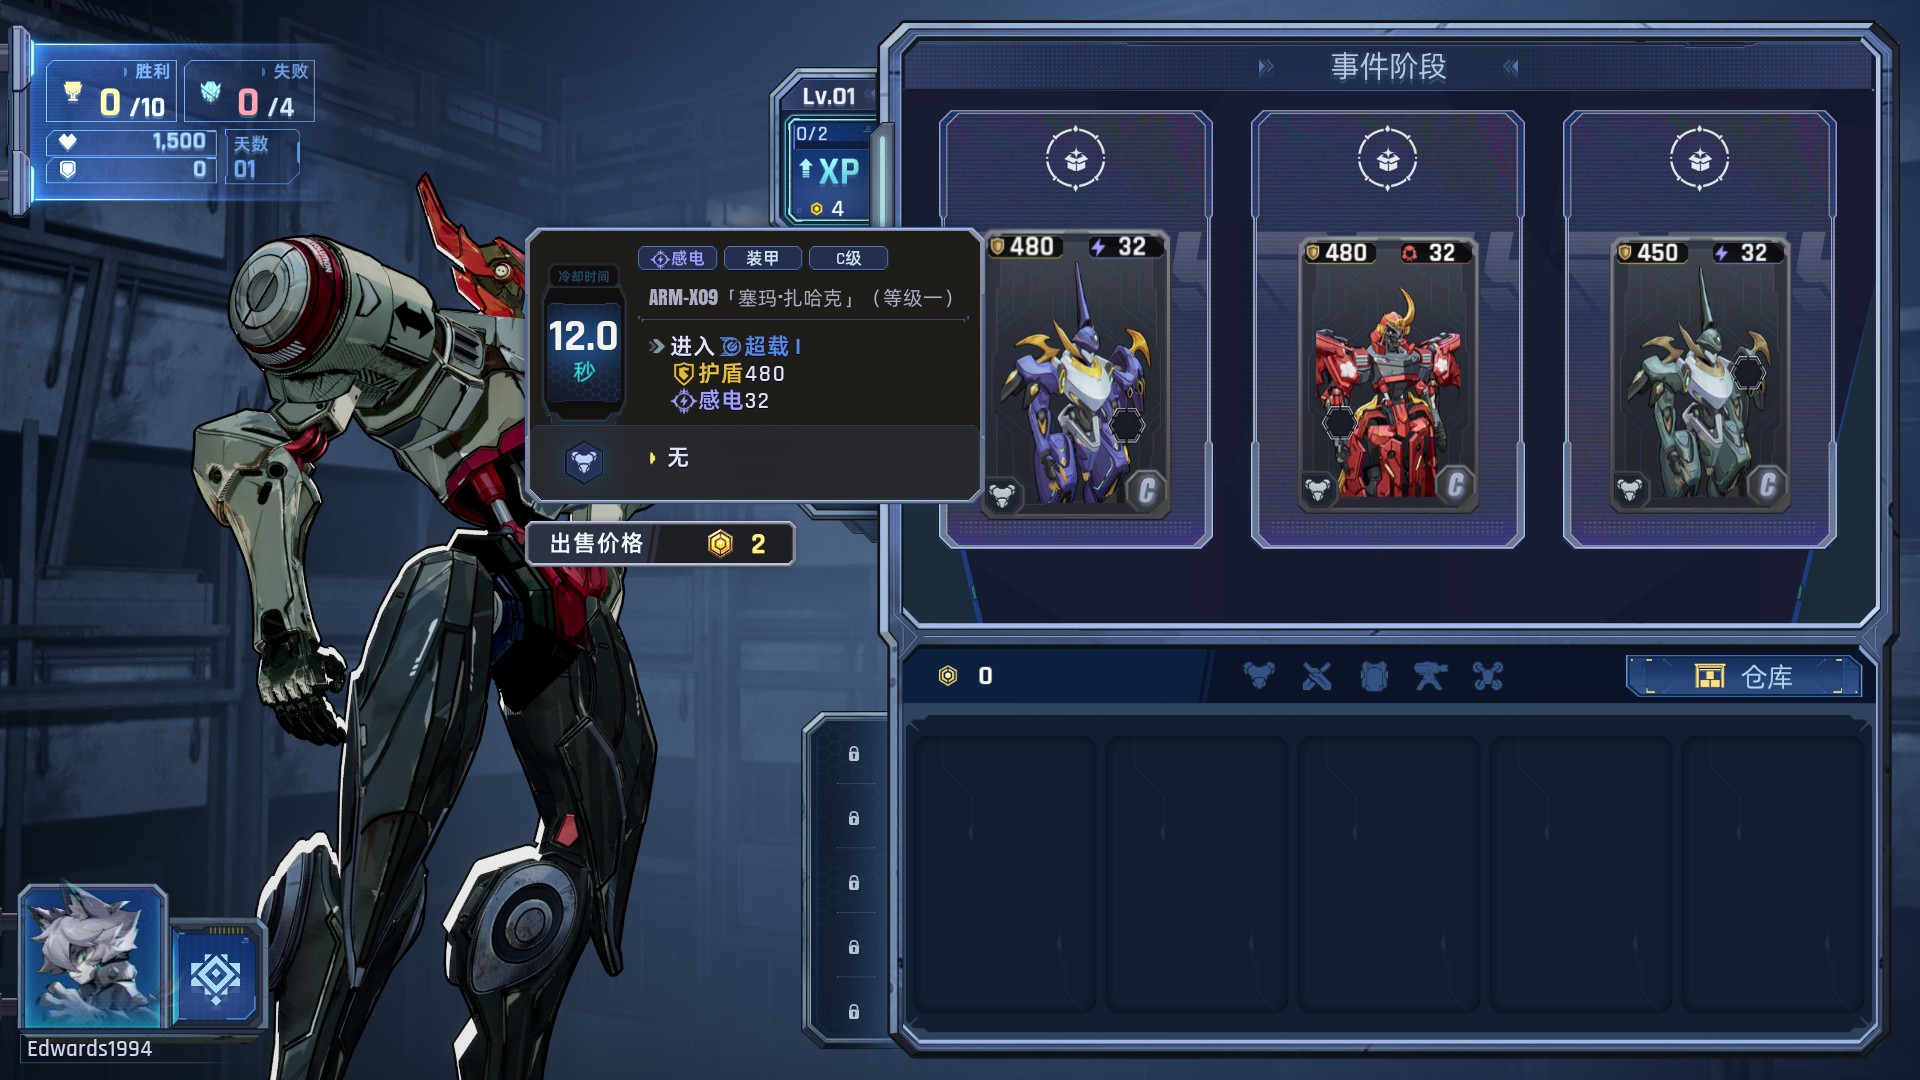 胜利
0 /10
失败
0 /4
1,500
0
天数
01
Lv.01
0/2
XP
4
事件阶段
480
32
C
480
32
C
450
32
C
感电
装甲
C级
冷却时间
12.0
秒
ARM-X09「塞玛·扎哈克」（等级一）
进入 超载 I
护盾480
感电32
无
出售价格
2
0
仓库
Edwards1994